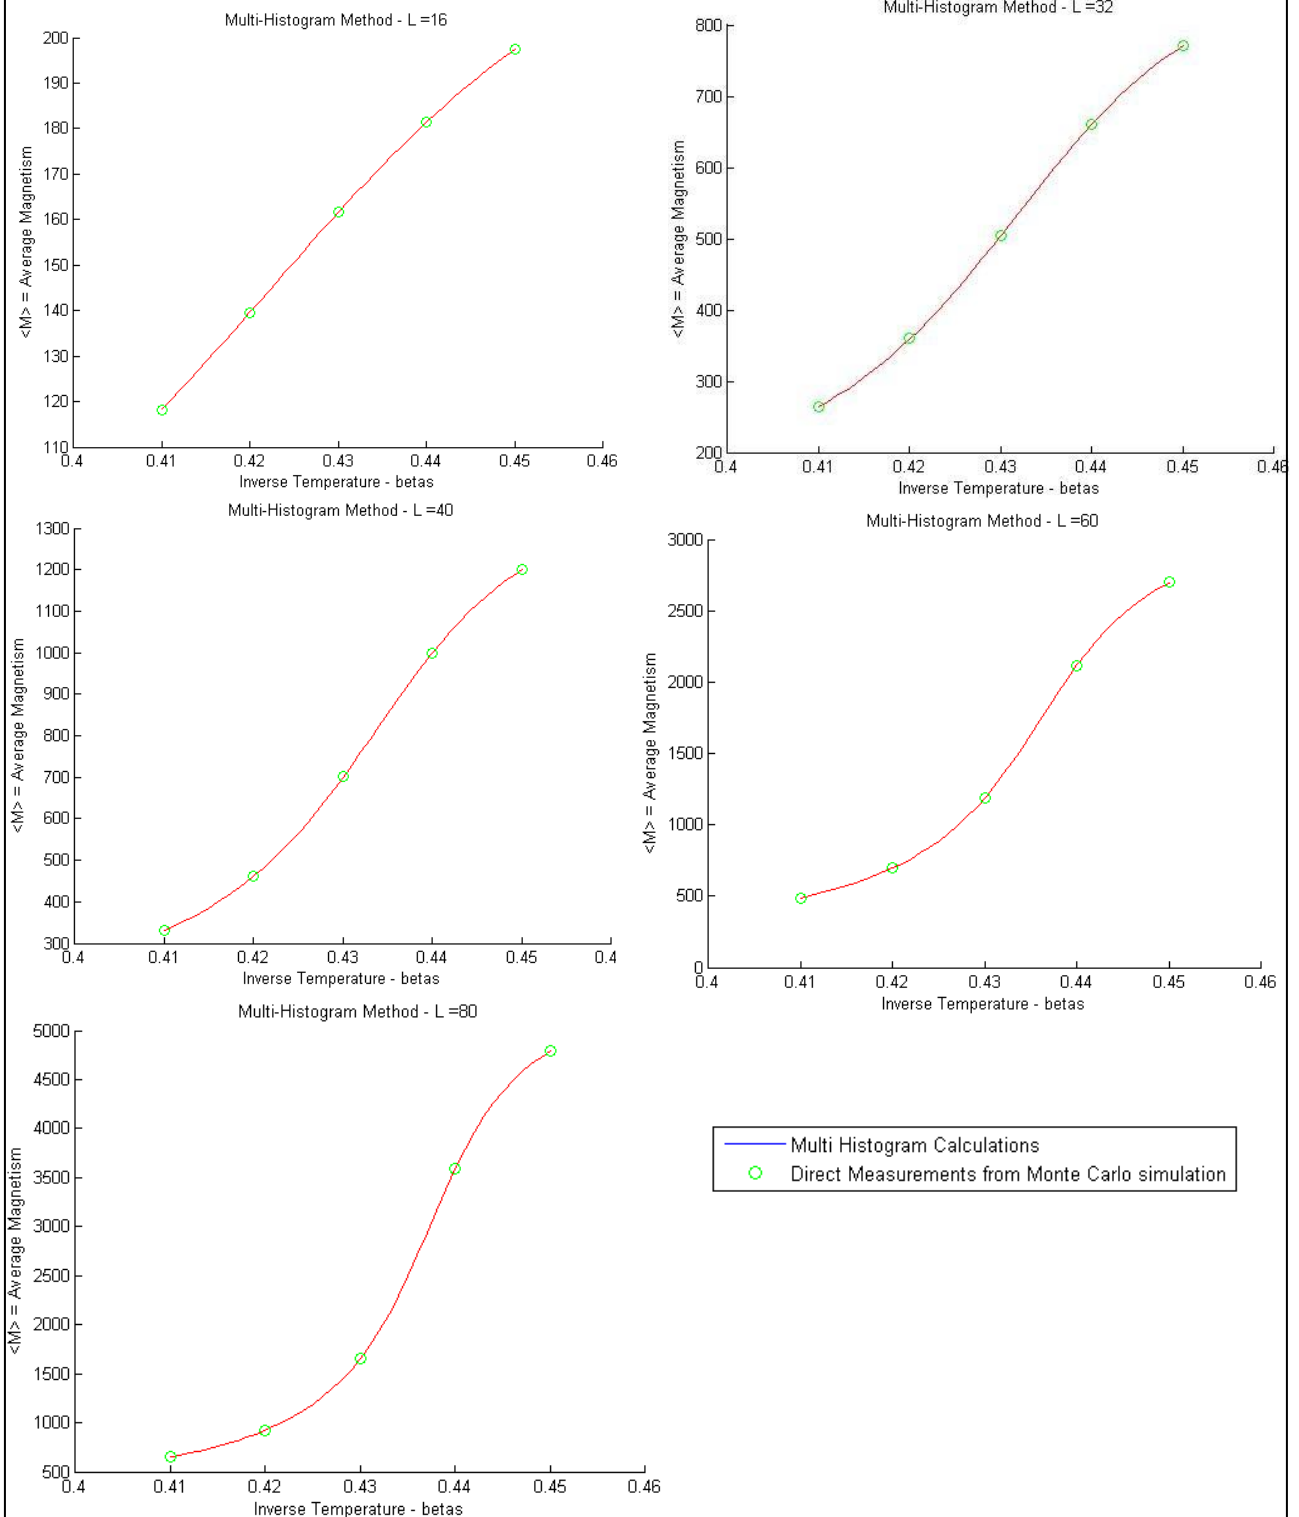 Multi-Histogram Method - L =16
200
190
180
170
160
150
140
130
120
110
<M> = Average Magnetism
0.4 0.41 0.42 0.43 0.44 0.45 0.46
Inverse Temperature - betas
Multi-Histogram Method - L =32
800
700
600
500
400
300
200
<M> = Average Magnetism
0.4 0.41 0.42 0.43 0.44 0.45 0.46
Inverse Temperature - betas
Multi-Histogram Method - L =40
1300
1200
1100
1000
900
800
700
600
500
400
300
<M> = Average Magnetism
0.4 0.41 0.42 0.43 0.44 0.45 0.4
Inverse Temperature - betas
Multi-Histogram Method - L =60
3000
2500
2000
1500
1000
500
0
<M> = Average Magnetism
0.4 0.41 0.42 0.43 0.44 0.45 0.46
Inverse Temperature - betas
Multi-Histogram Method - L =80
5000
4500
4000
3500
3000
2500
2000
1500
1000
500
<M> = Average Magnetism
0.4 0.41 0.42 0.43 0.44 0.45 0.46
Inverse Temperature - betas
Multi Histogram Calculations
Direct Measurements from Monte Carlo simulation